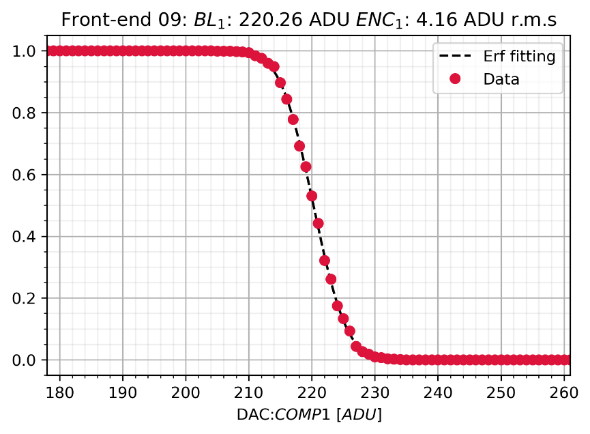 Front-end 09: BL₁: 220.26 ADU ENC₁: 4.16 ADU r.m.s
Erf fitting
Data
1.0
0.8
0.6
0.4
0.2
0.0
180 190 200 210 220 230 240 250 260
DAC:COMP1 [ADU]